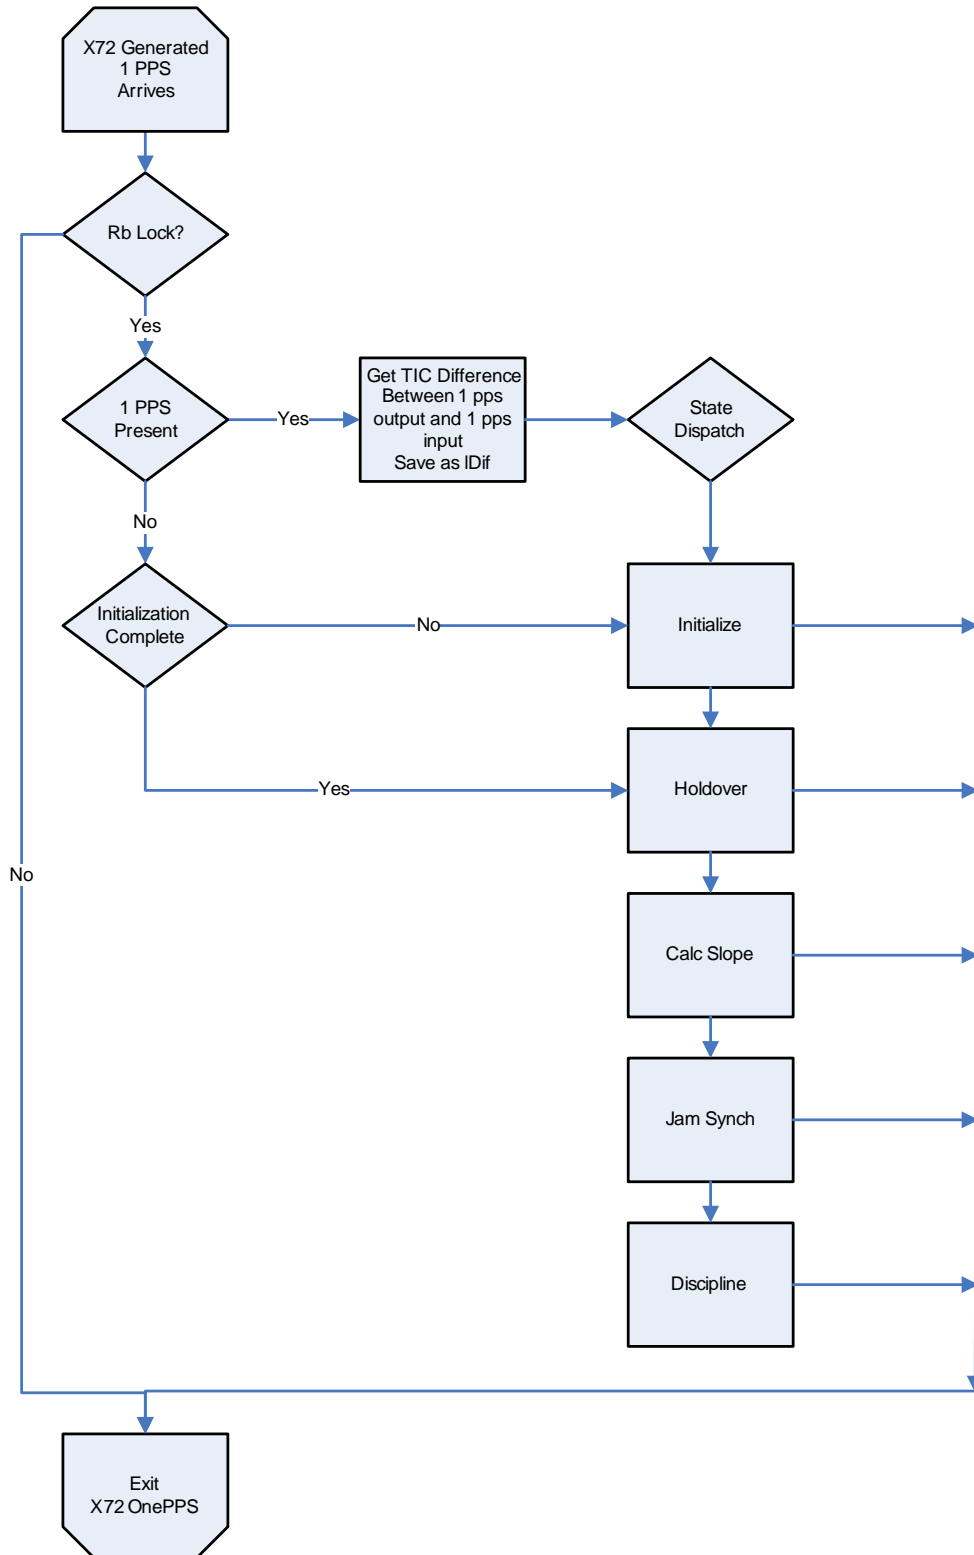 X72 Generated
1 PPS
Arrives
Rb Lock?
Yes
1 PPS
Present
Yes
Get TIC Difference
Between 1 pps
output and 1 pps
input
Save as lDif
State
Dispatch
No
Initialization
Complete
No
Initialize
Yes
Holdover
No
Calc Slope
Jam Synch
Discipline
Exit
X72 OnePPS